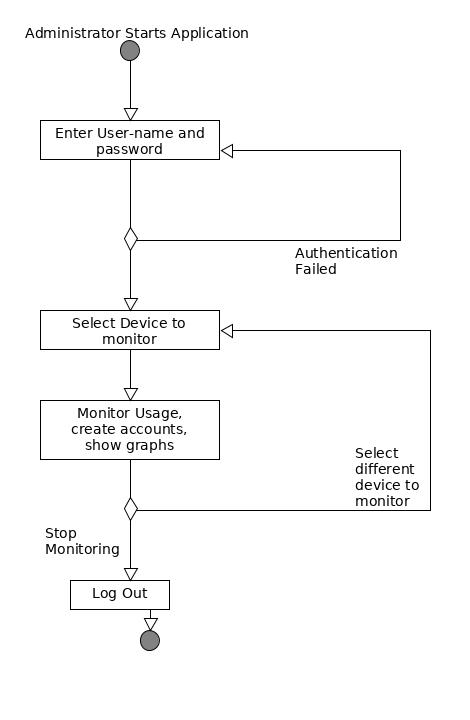 Administrator Starts Application
Enter User-name and
password
Authentication
Failed
Select Device to
monitor
Monitor Usage,
create accounts,
show graphs
Select
different
device to
monitor
Stop
Monitoring
Log Out